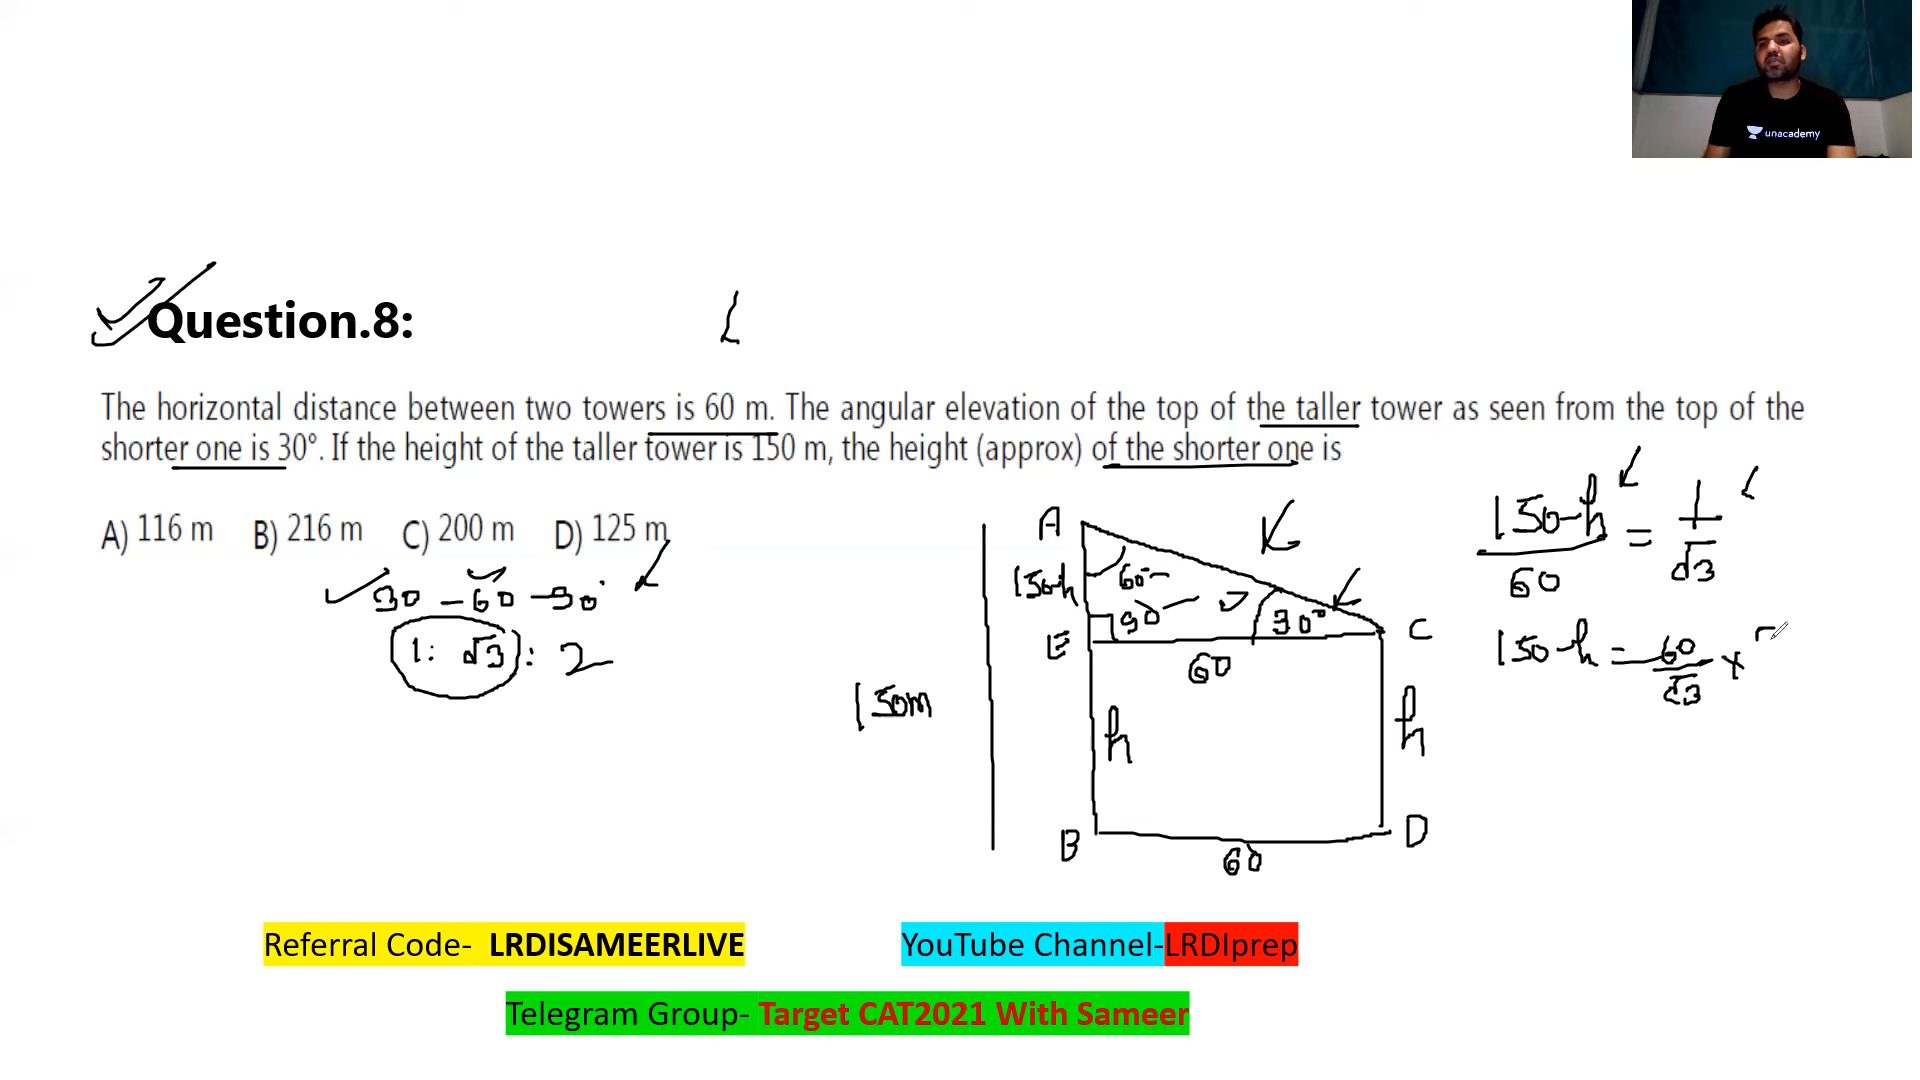 unacademy
Question.8:
The horizontal distance between two towers is 60 m. The angular elevation of the top of the taller tower as seen from the top of the
shorter one is 30°. If the height of the taller tower is 150 m, the height (approx) of the shorter one is
A) 116 m B) 216 m C) 200 m D) 125 m
30 - 60 - 90°
1 : √3 : 2
150m
A
150-h
60
90
30°
E
C
60
h
h
B
D
60
150-h / 60 = 1 / √3
150-h = 60 / √3 ×
Referral Code- LRDISAMEERLIVE
YouTube Channel-LRDIprep
Telegram Group- Target CAT2021 With Sameer